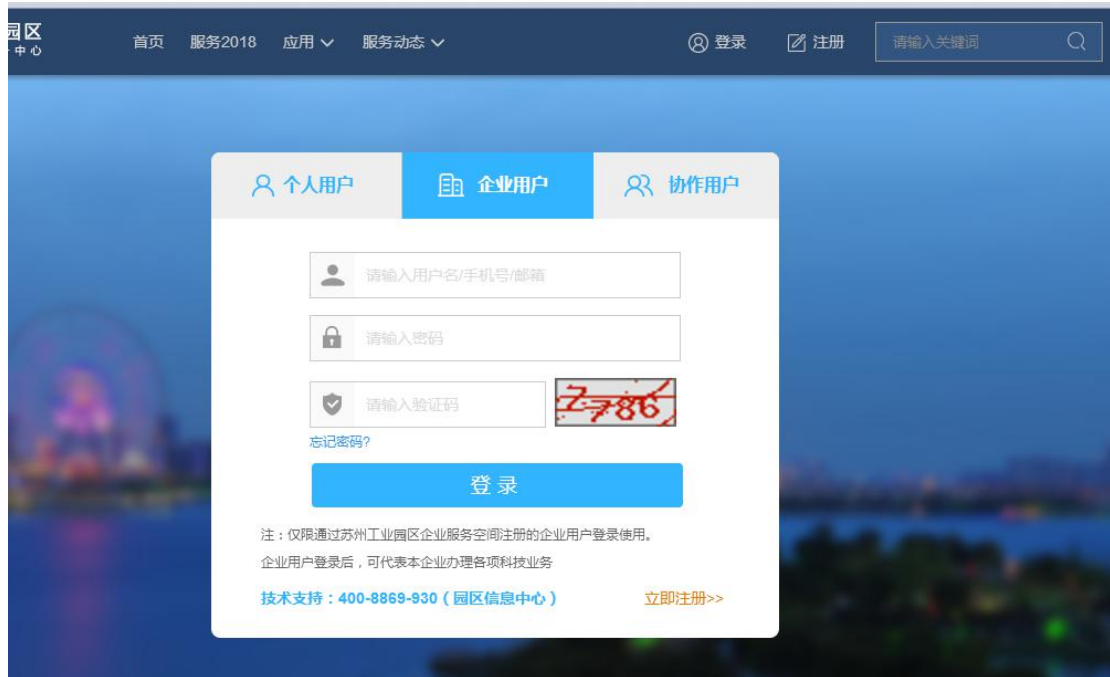 园区
中心
首页 服务2018 应用 服务动态 登录 注册 请输入关键词
个人用户 企业用户 协作用户
请输入用户名/手机号/邮箱
请输入密码
请输入验证码 Z786
忘记密码?
登 录
注：仅限通过苏州工业园区企业服务空间注册的企业用户登录使用。
企业用户登录后，可代表本企业办理各项科技业务
技术支持：400-8869-930（园区信息中心） 立即注册>>